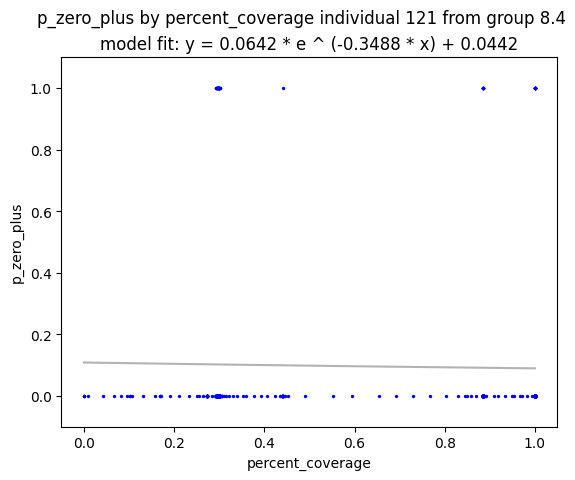 p_zero_plus by percent_coverage individual 121 from group 8.4
model fit: y = 0.0642 * e ^ (-0.3488 * x) + 0.0442
1.0
0.8
0.6
0.4
0.2
0.0
p_zero_plus
0.0 0.2 0.4 0.6 0.8 1.0
percent_coverage